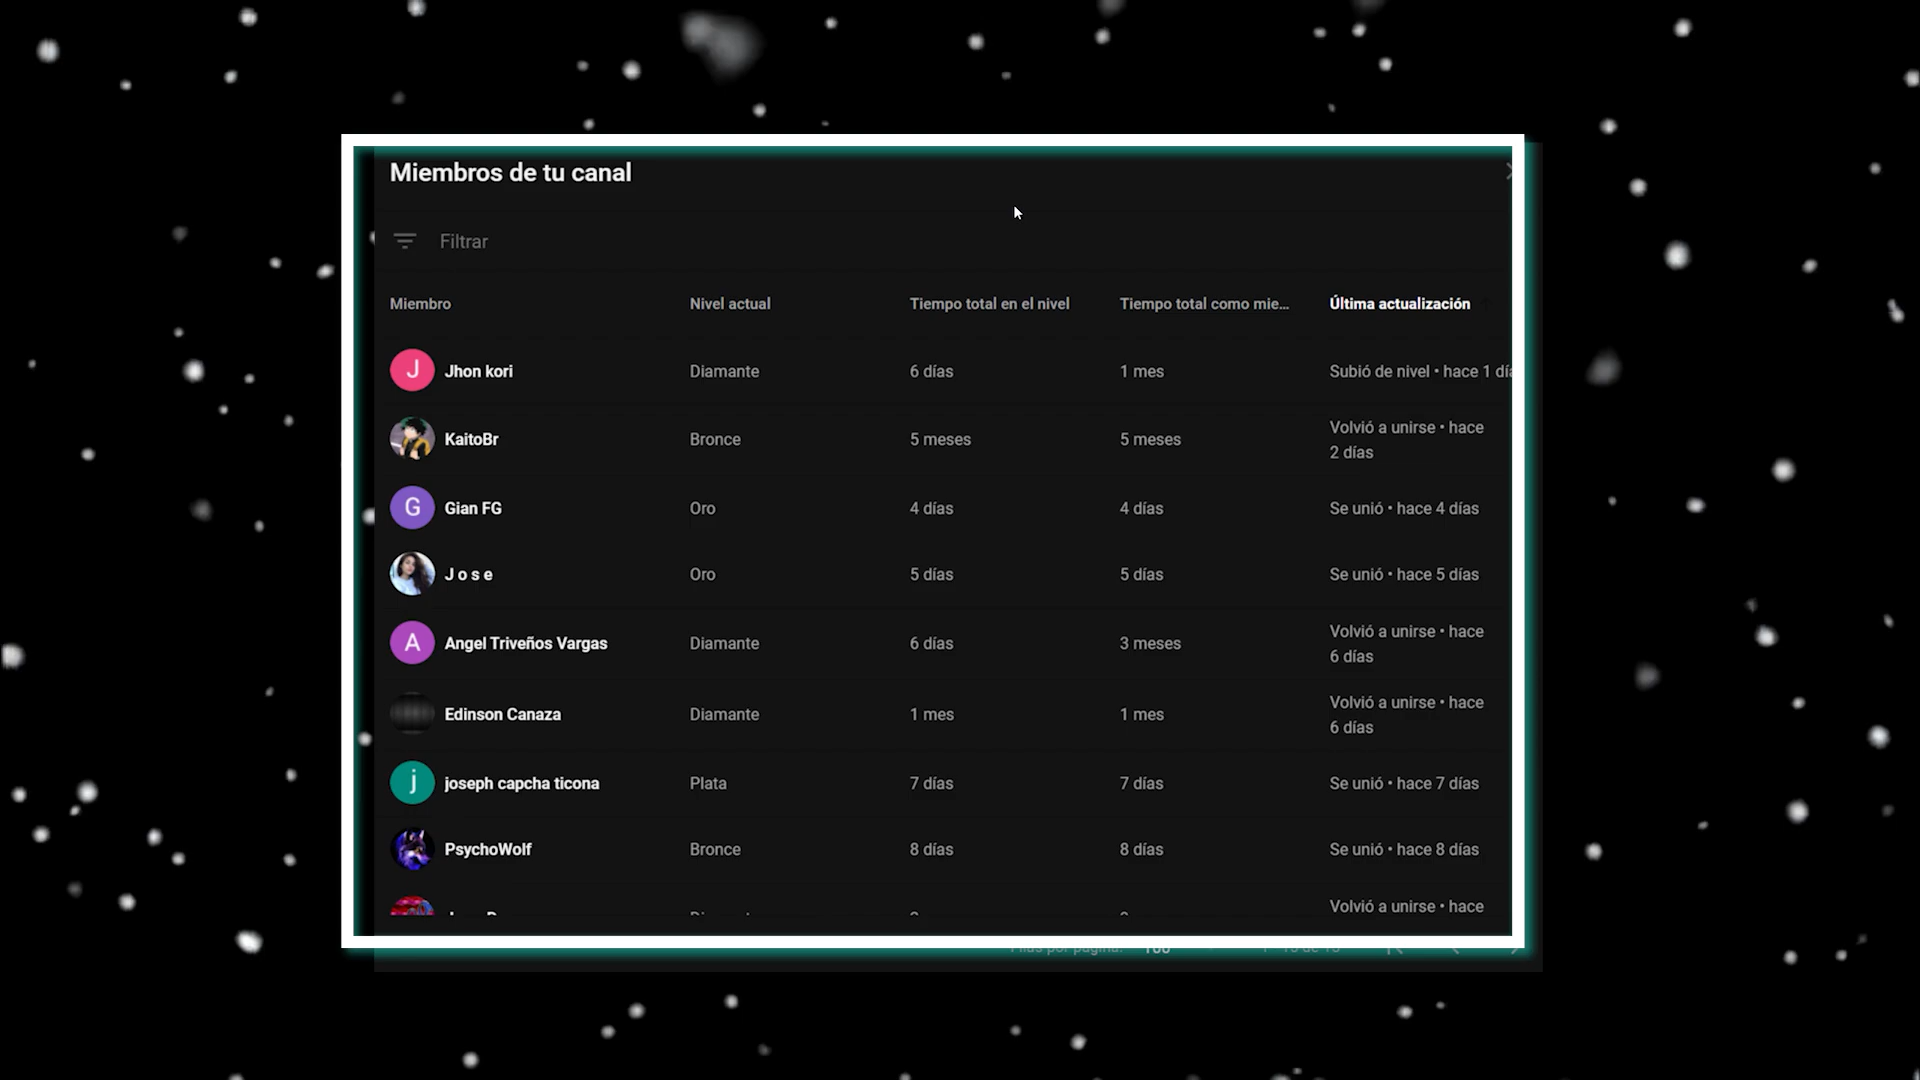 Miembros de tu canal
Filtrar
Miembro Nivel actual Tiempo total en el nivel Tiempo total como mie... Última actualización
J Jhon kori Diamante 6 días 1 mes Subió de nivel • hace 1 día
KaitoBr Bronce 5 meses 5 meses Volvió a unirse • hace
2 días
G Gian FG Oro 4 días 4 días Se unió • hace 4 días
J o s e Oro 5 días 5 días Se unió • hace 5 días
A Angel Triveños Vargas Diamante 6 días 3 meses Volvió a unirse • hace
6 días
Edinson Canaza Diamante 1 mes 1 mes Volvió a unirse • hace
6 días
j joseph capcha ticona Plata 7 días 7 días Se unió • hace 7 días
PsychoWolf Bronce 8 días 8 días Se unió • hace 8 días
Volvió a unirse • hace